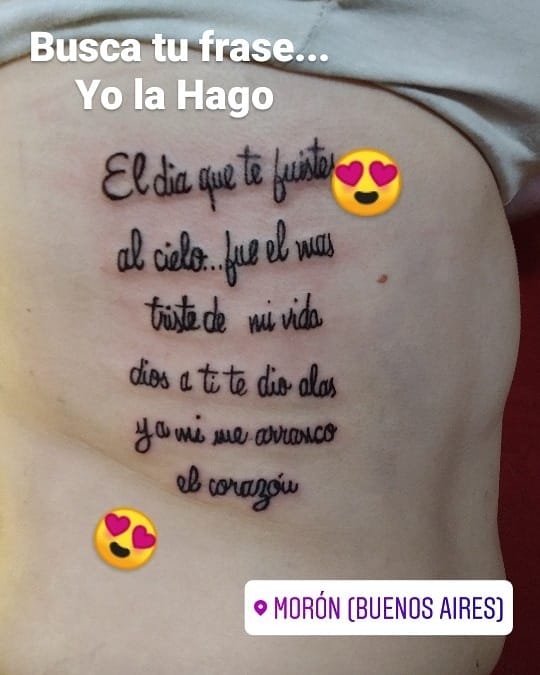 Busca tu frase...
Yo la Hago
El dia que te fuiste
al cielo...fue el mas
triste de mi vida
dios a ti te dio alas
y a mi me arranco
el corazón
MORÓN (BUENOS AIRES)